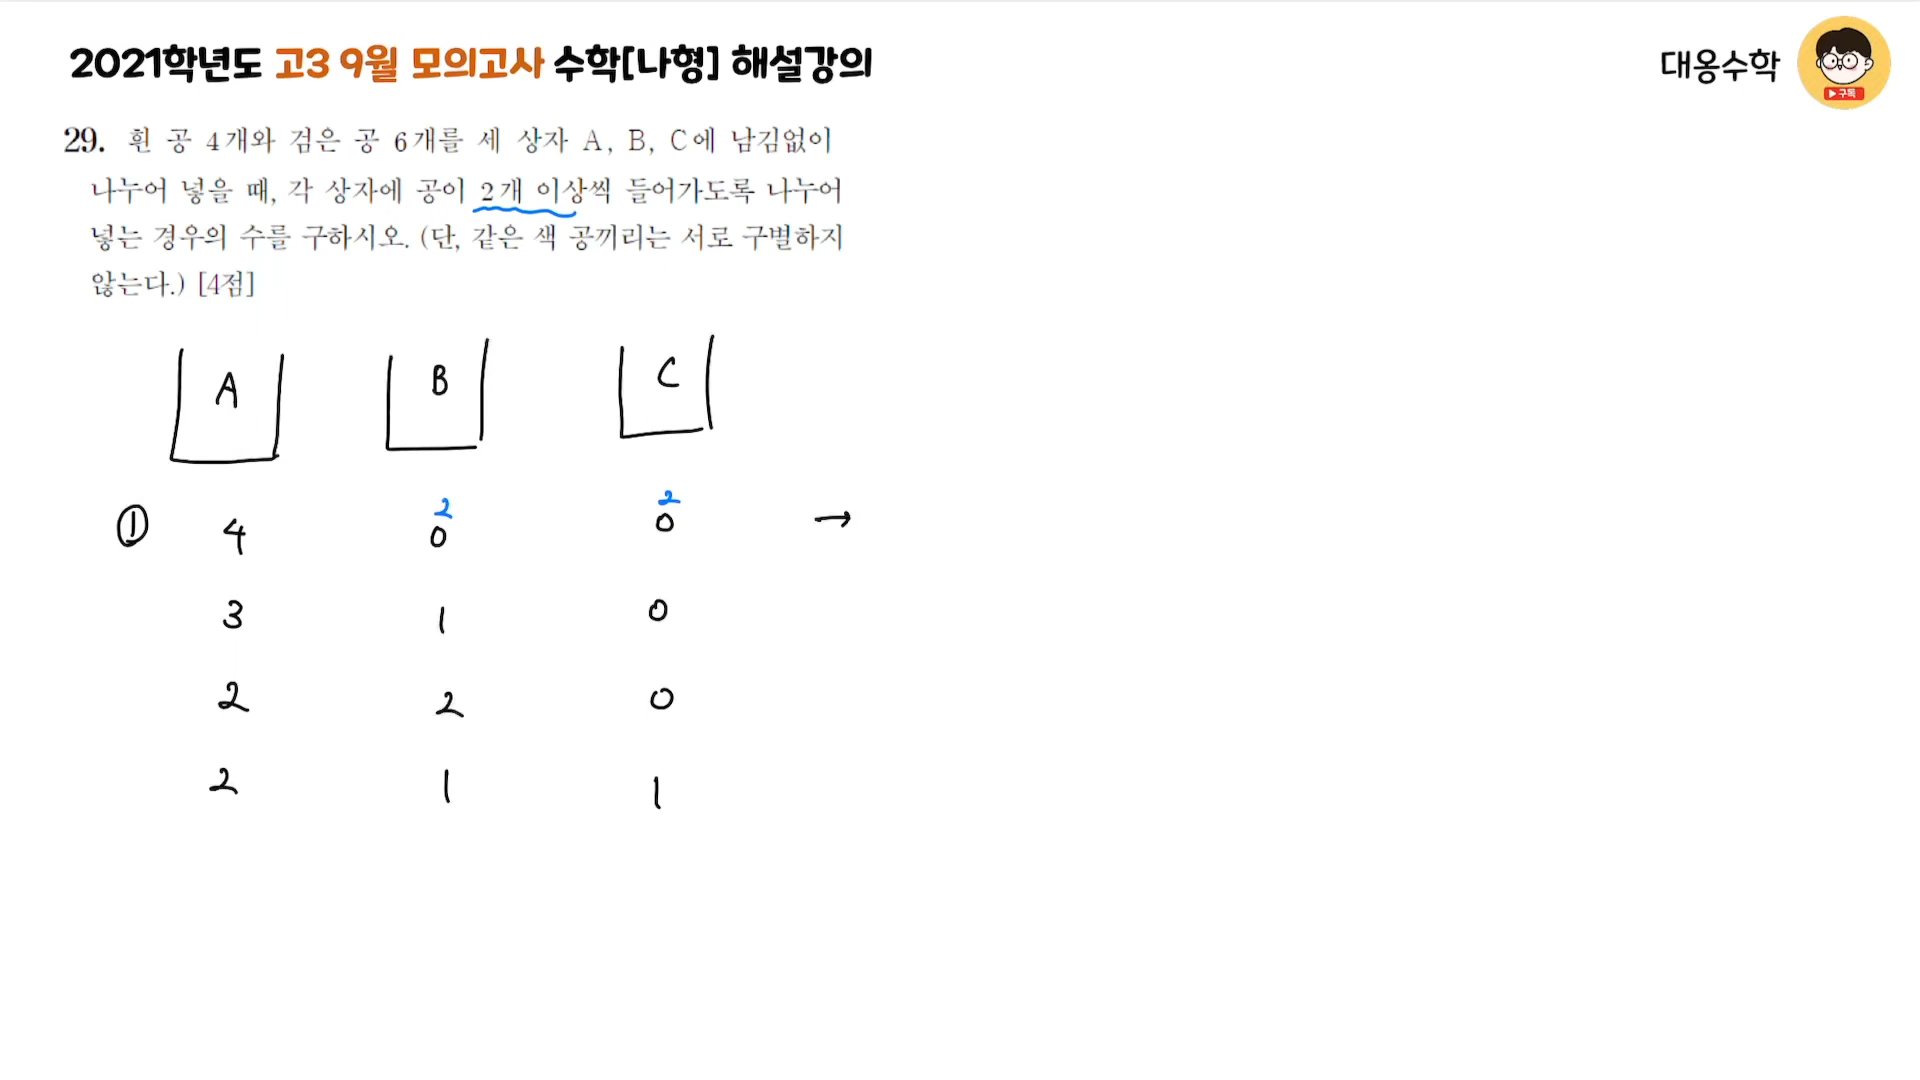 2021학년도 고3 9월 모의고사 수학[나형] 해설강의
대웅수학
구독
29. 흰 공 4개와 검은 공 6개를 세 상자 A, B, C에 남김없이
나누어 넣을 때, 각 상자에 공이 2개 이상씩 들어가도록 나누어
넣는 경우의 수를 구하시오. (단, 같은 색 공끼리는 서로 구별하지
않는다.) [4점]
A B C
2 2
① 4 0 0 →
3 1 0
2 2 0
2 1 1